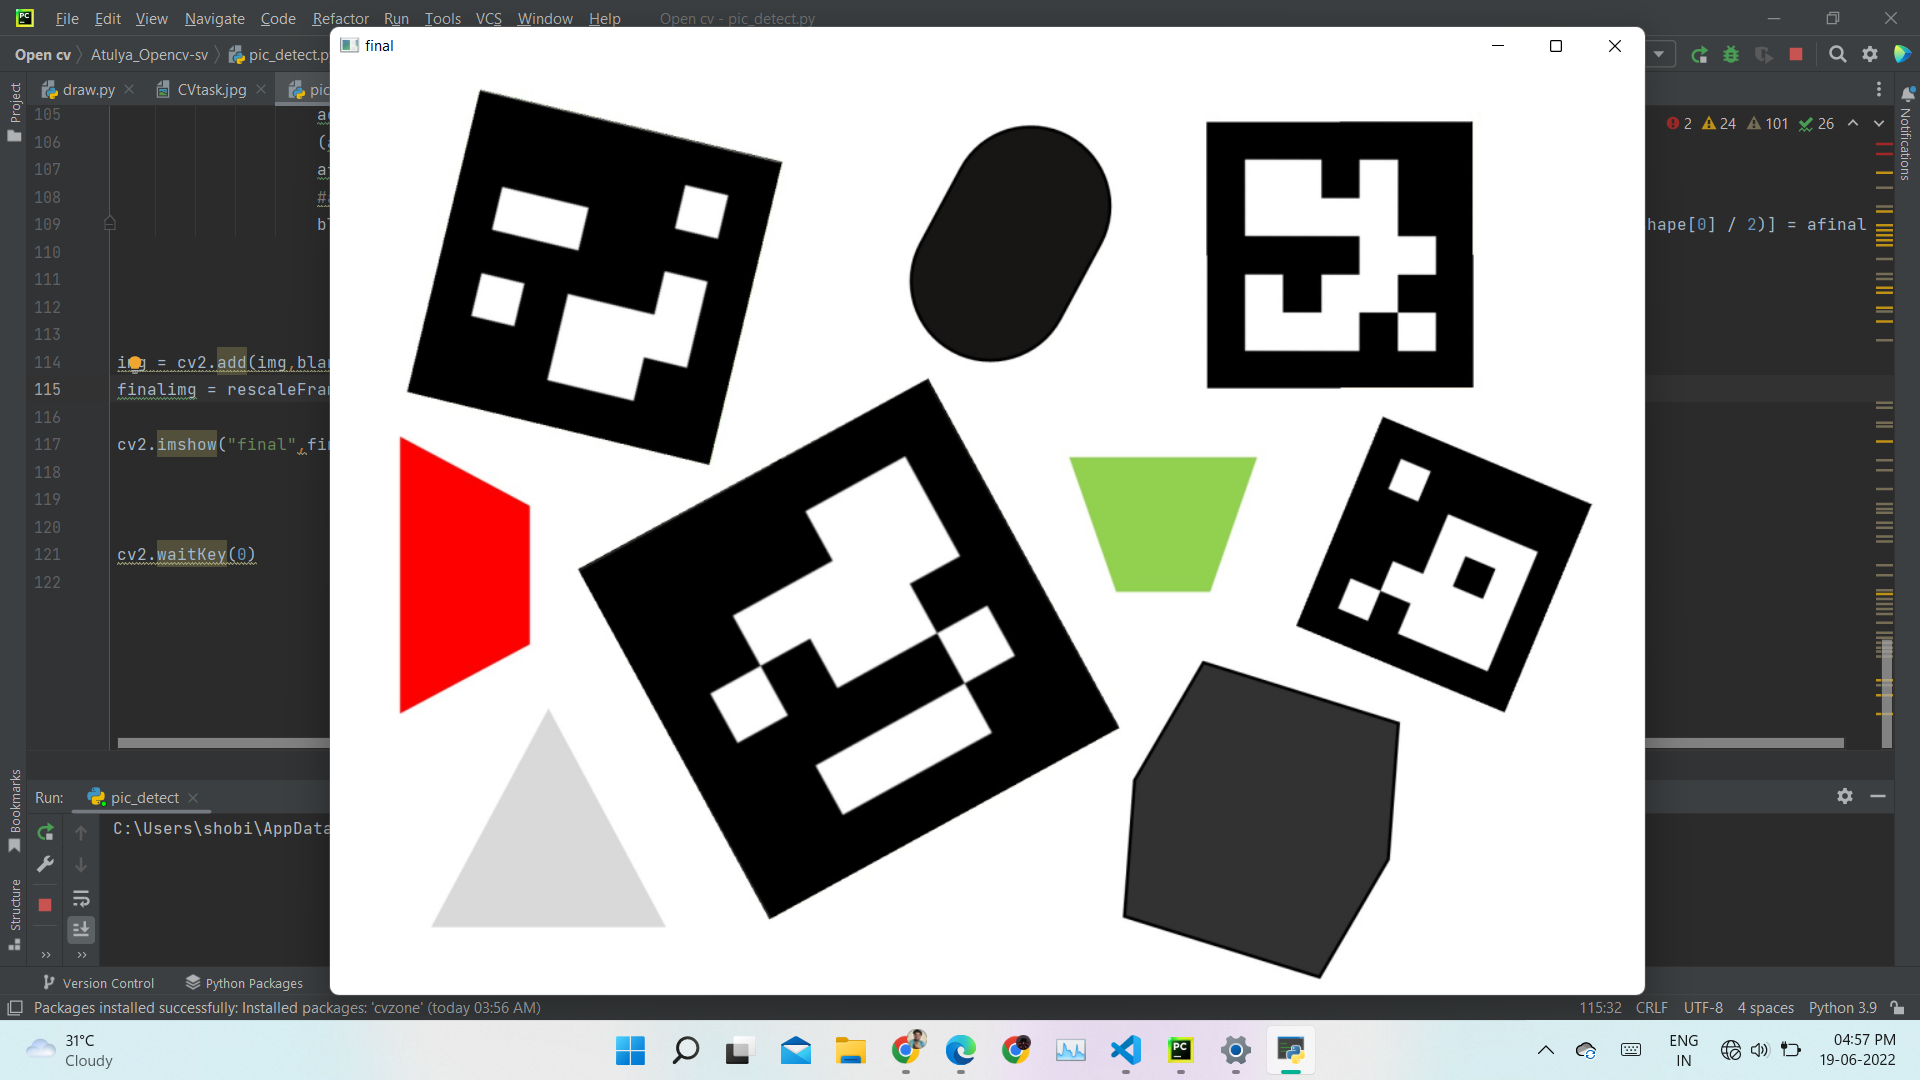 PC File Edit View Navigate Code Refactor Run Tools VCS Window Help Open cv - pic_detect.py
Open cv Atulya_Opencv-sv pic_detect.p
final
draw.py CVtask.jpg pic
Project
Notifications
2 24 101 26
105
106 (
107
108 #
109 hape[0] / 2)] = afinal
110
111
112
113
114 img = cv2.add(img,blan
115 finalimg = rescaleFra
116
117 cv2.imshow("final",fi
118
119
120
121 cv2.waitKey(0)
122
Bookmarks
Structure
Run: pic_detect
C:\Users\shobi\AppData
Version Control Python Packages
Packages installed successfully: Installed packages: 'cvzone' (today 03:56 AM)
115:32 CRLF UTF-8 4 spaces Python 3.9
31°C
Cloudy
PC
ENG
IN
04:57 PM
19-06-2022